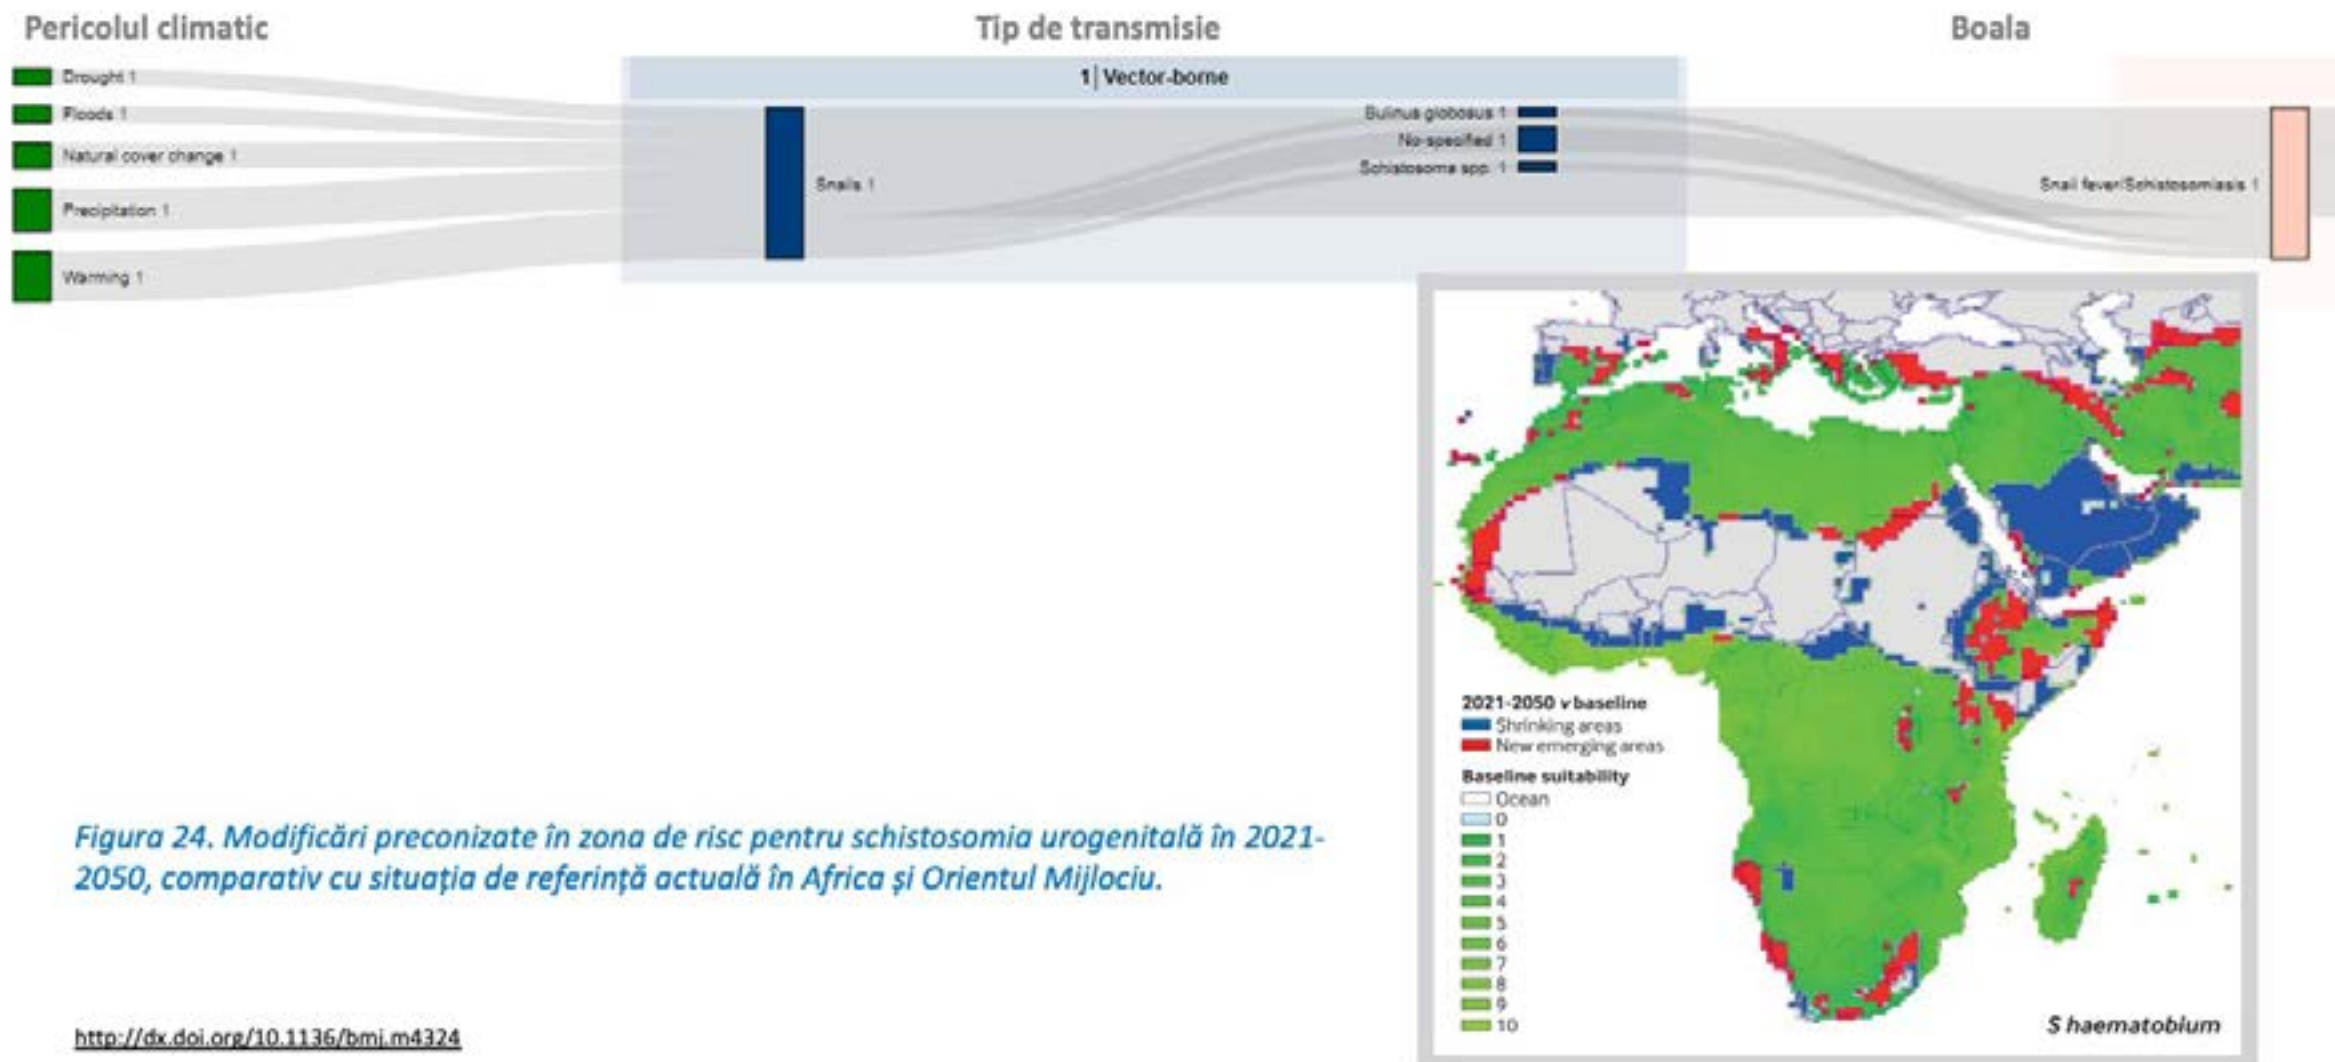 Pericolul climatic
Tip de transmisie
Boala
1 | Vector-borne
Drought 1
Floods 1
Natural cover change 1
Precipitation 1
Warming 1
Snails 1
Bulinus globosus 1
No-specified 1
Schistosoma spp. 1
Snail fever/Schistosomiasis 1
2021-2050 v baseline
Shrinking areas
New emerging areas
Baseline suitability
Ocean
0
1
2
3
4
5
6
7
8
9
10
S haematobium
Figura 24. Modificări preconizate în zona de risc pentru schistosomia urogenitală în 2021-
2050, comparativ cu situația de referință actuală în Africa și Orientul Mijlociu.
http://dx.doi.org/10.1136/bmj.m4324